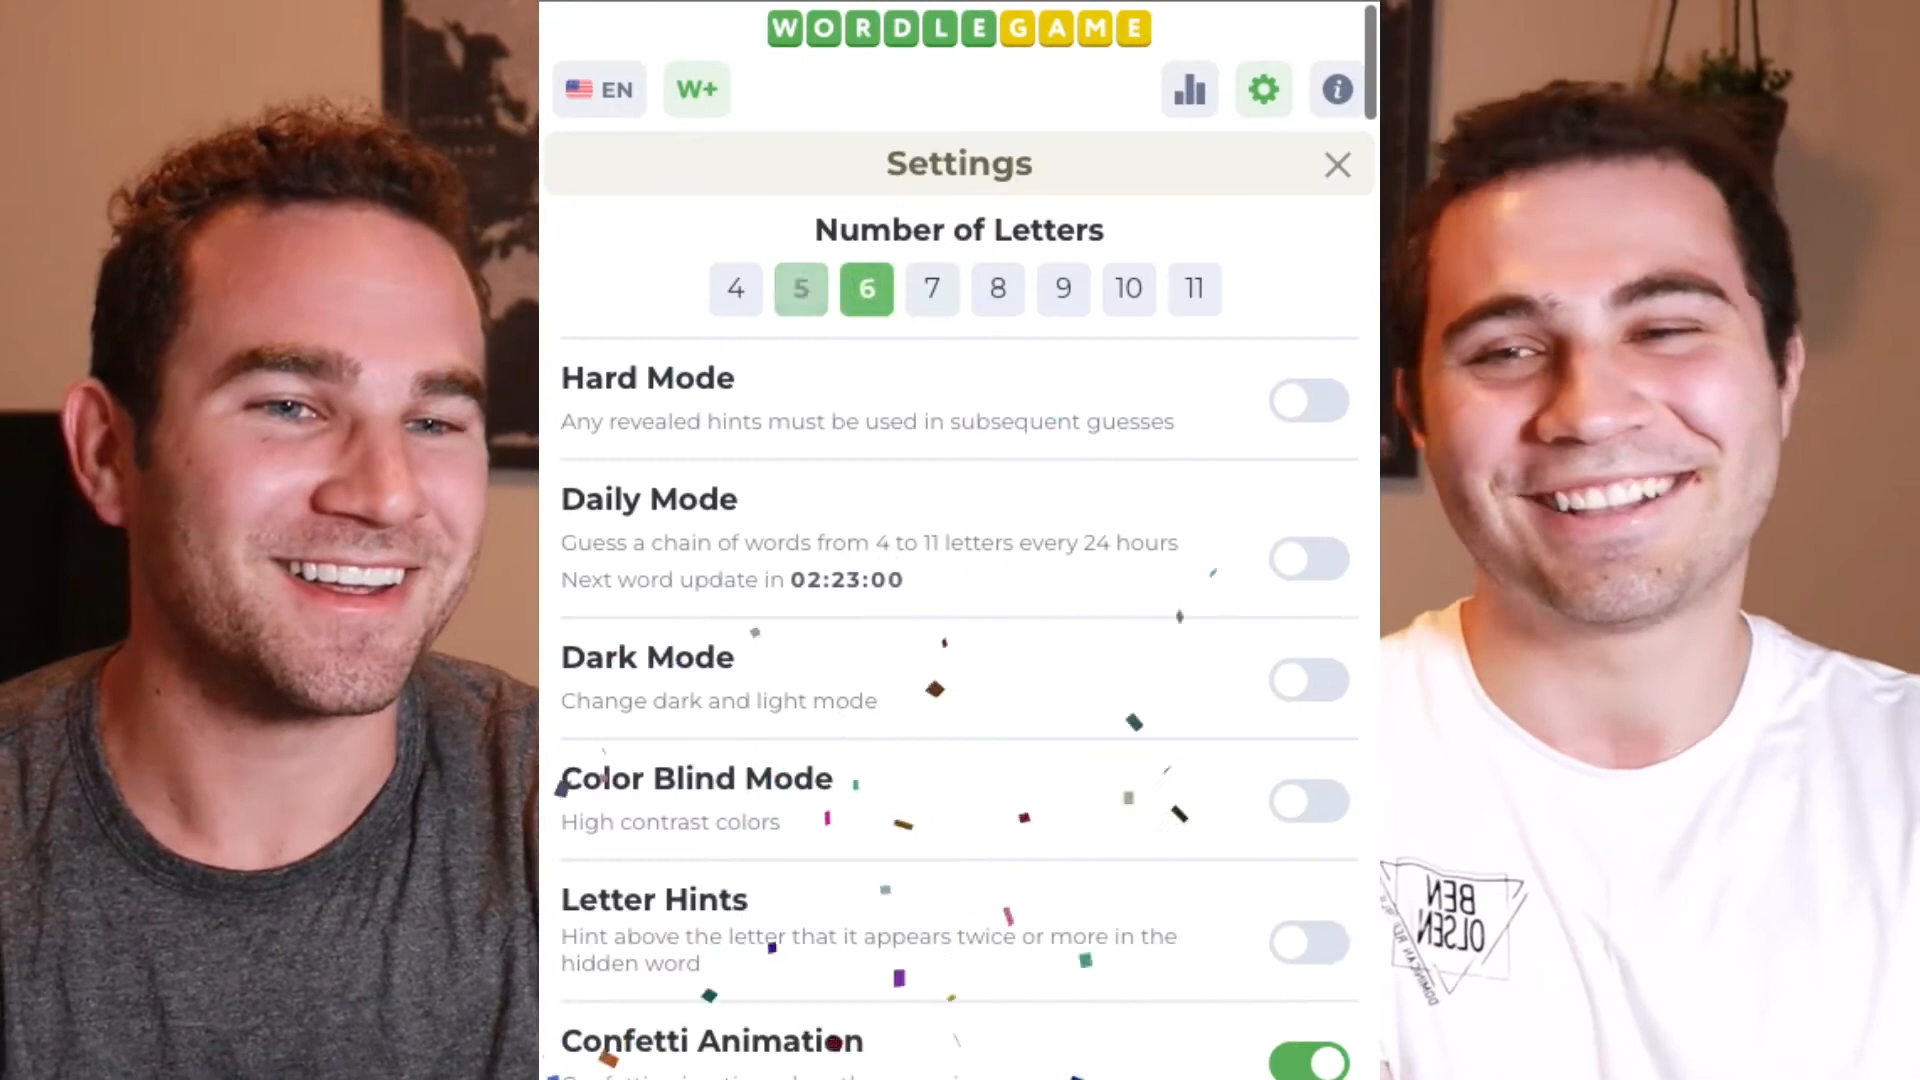 WORDLEGAME
EN
W+
Settings
Number of Letters
4 5 6 7 8 9 10 11
Hard Mode
Any revealed hints must be used in subsequent guesses
Daily Mode
Guess a chain of words from 4 to 11 letters every 24 hours
Next word update in 02:23:00
Dark Mode
Change dark and light mode
Color Blind Mode
High contrast colors
Letter Hints
Hint above the letter that it appears twice or more in the
hidden word
Confetti Animation
BEN
OLSEN